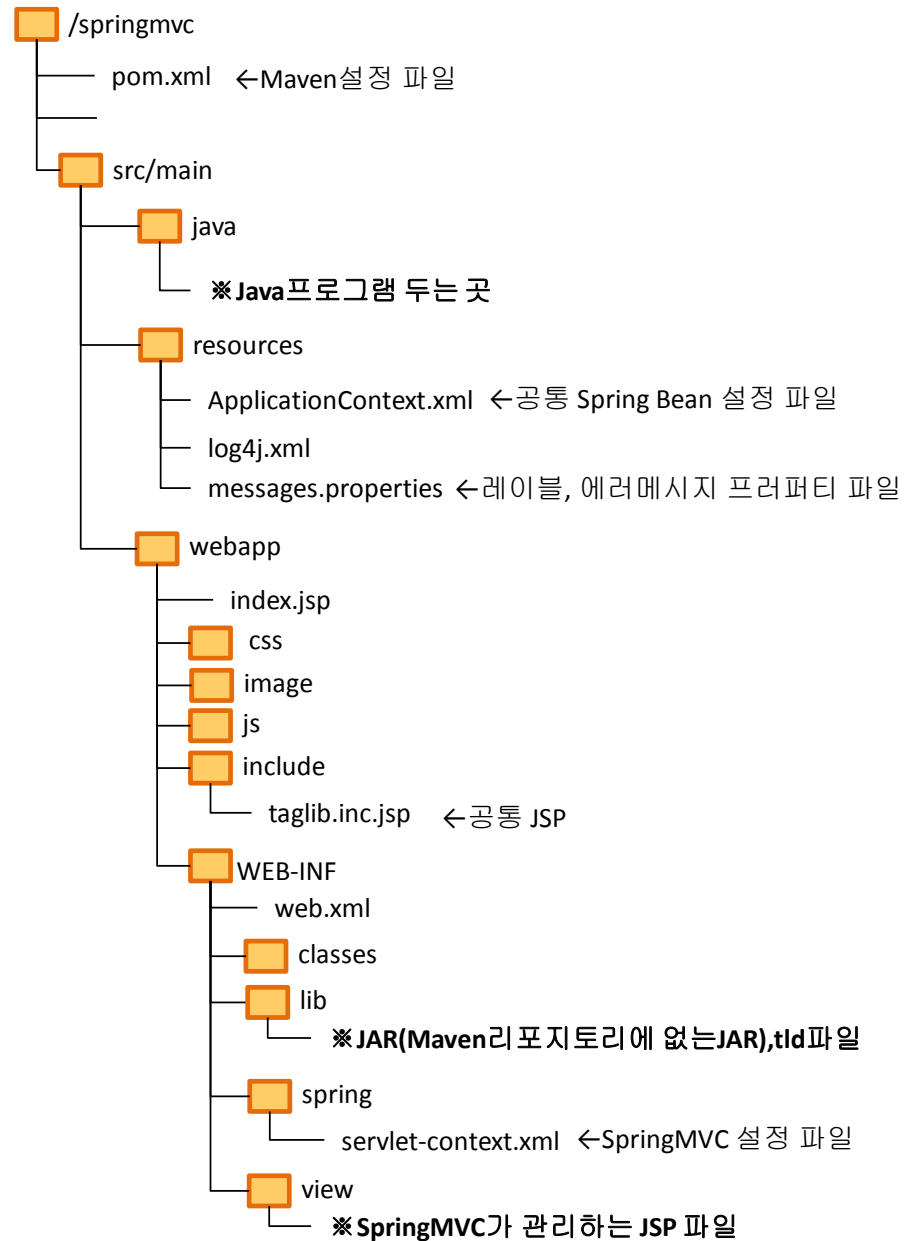 /springmvc
pom.xml ←Maven설정 파일
src/main
java
※Java프로그램 두는 곳
resources
ApplicationContext.xml ←공통 Spring Bean 설정 파일
log4j.xml
messages.properties ←레이블, 에러메시지 프러퍼티 파일
webapp
index.jsp
css
image
js
include
taglib.inc.jsp ←공통 JSP
WEB-INF
web.xml
classes
lib
※JAR(Maven리포지토리에 없는JAR),tld파일
spring
servlet-context.xml ←SpringMVC 설정 파일
view
※SpringMVC가 관리하는 JSP 파일